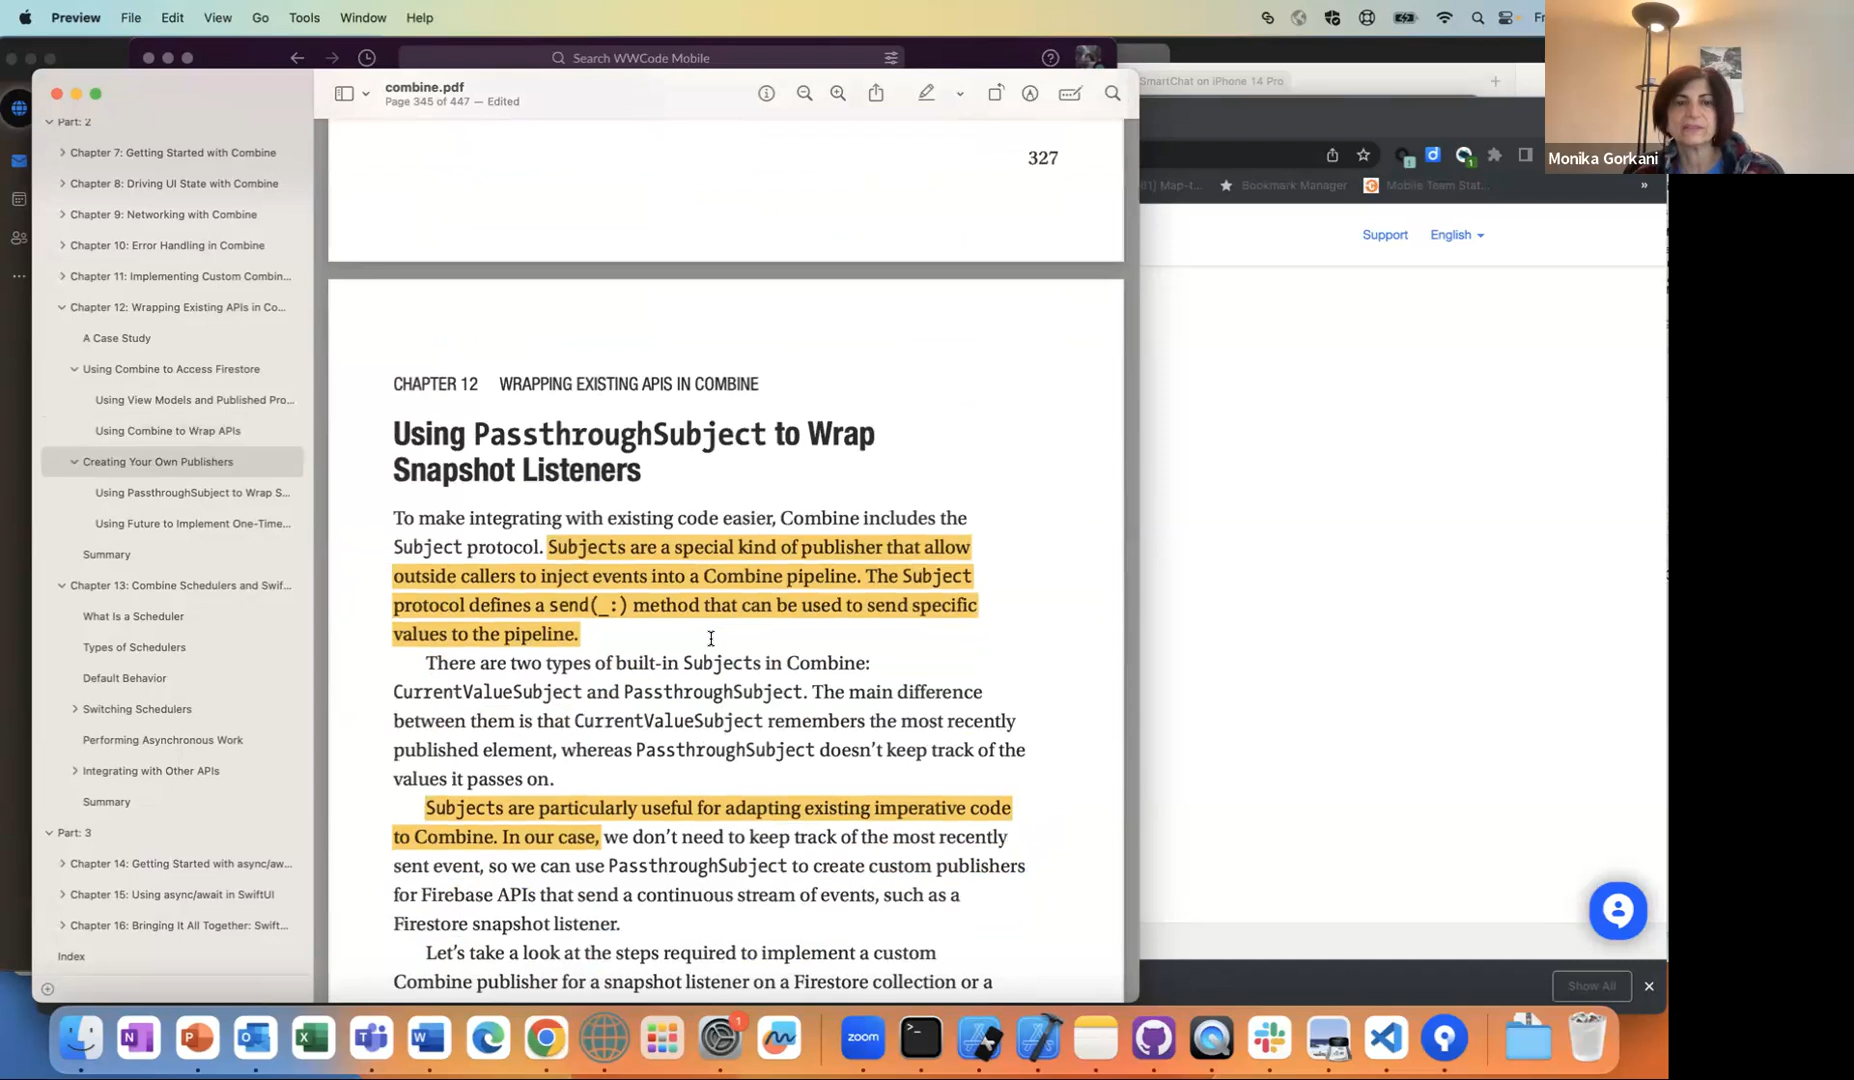 Preview File Edit View Go Tools Window Help
Search WWCode Mobile
combine.pdf
Page 345 of 447 — Edited
SmartChat on iPhone 14 Pro
Monika Gorkani
Bookmark Manager
Mobile Team Stat...
Support English
Part: 2
Chapter 7: Getting Started with Combine
Chapter 8: Driving UI State with Combine
Chapter 9: Networking with Combine
Chapter 10: Error Handling in Combine
Chapter 11: Implementing Custom Combin...
Chapter 12: Wrapping Existing APIs in Co...
A Case Study
Using Combine to Access Firestore
Using View Models and Published Pro...
Using Combine to Wrap APIs
Creating Your Own Publishers
Using PassthroughSubject to Wrap S...
Using Future to Implement One-Time...
Summary
Chapter 13: Combine Schedulers and Swif...
What Is a Scheduler
Types of Schedulers
Default Behavior
Switching Schedulers
Performing Asynchronous Work
Integrating with Other APIs
Summary
Part: 3
Chapter 14: Getting Started with async/aw...
Chapter 15: Using async/await in SwiftUI
Chapter 16: Bringing It All Together: Swift...
Index
327
CHAPTER 12 WRAPPING EXISTING APIS IN COMBINE
Using PassthroughSubject to Wrap
Snapshot Listeners
To make integrating with existing code easier, Combine includes the
Subject protocol. Subjects are a special kind of publisher that allow
outside callers to inject events into a Combine pipeline. The Subject
protocol defines a send(_:) method that can be used to send specific
values to the pipeline.
There are two types of built-in Subjects in Combine:
CurrentValueSubject and PassthroughSubject. The main difference
between them is that CurrentValueSubject remembers the most recently
published element, whereas PassthroughSubject doesn't keep track of the
values it passes on.
Subjects are particularly useful for adapting existing imperative code
to Combine. In our case, we don't need to keep track of the most recently
sent event, so we can use PassthroughSubject to create custom publishers
for Firebase APIs that send a continuous stream of events, such as a
Firestore snapshot listener.
Let's take a look at the steps required to implement a custom
Combine publisher for a snapshot listener on a Firestore collection or a
Show All
zoom
1